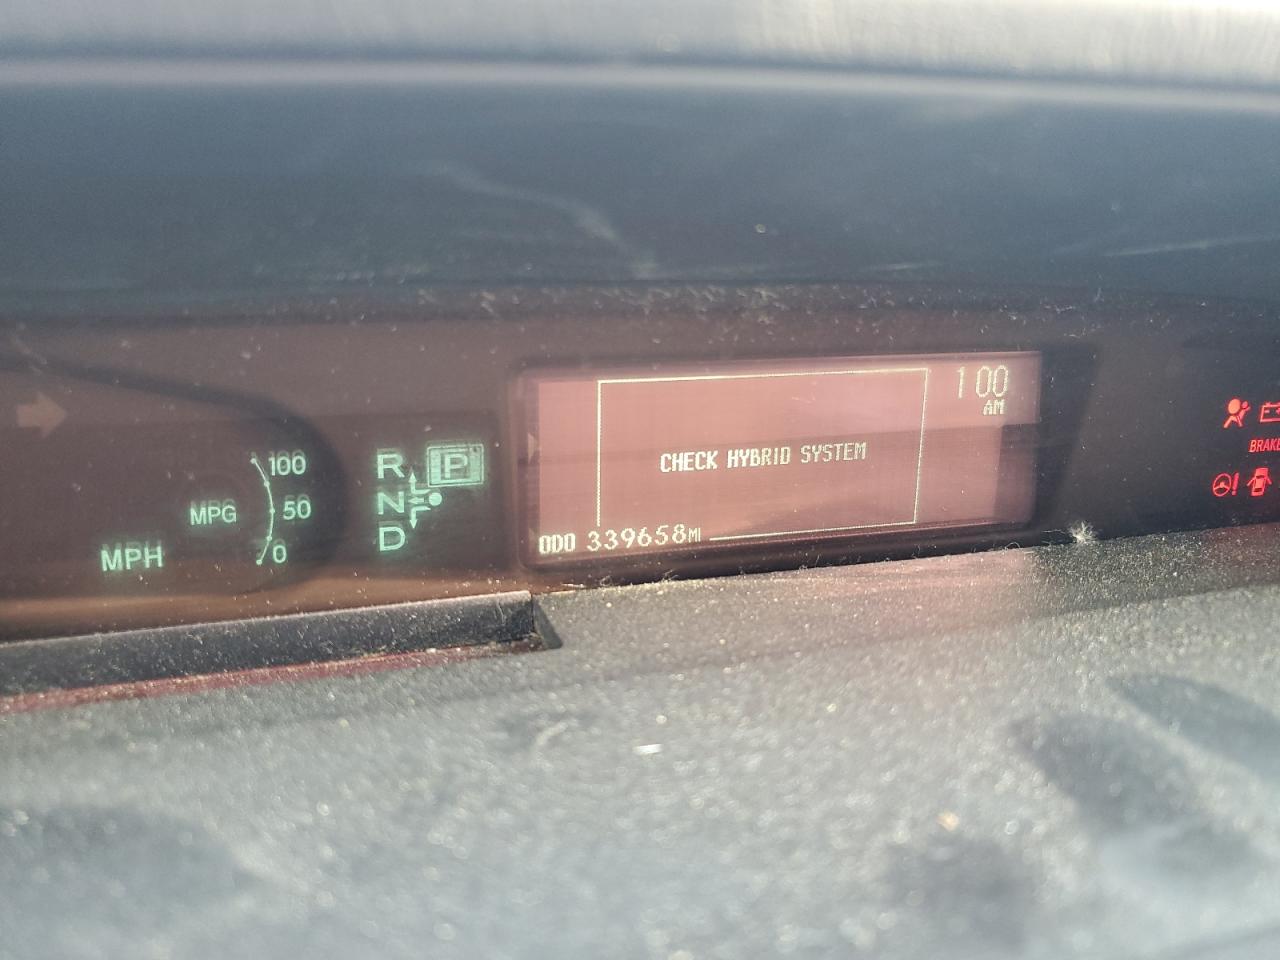 1:00
AM
CHECK HYBRID SYSTEM
ODO 339658MI
R P
N
D
100
MPG 50
MPH 0
BRAKE